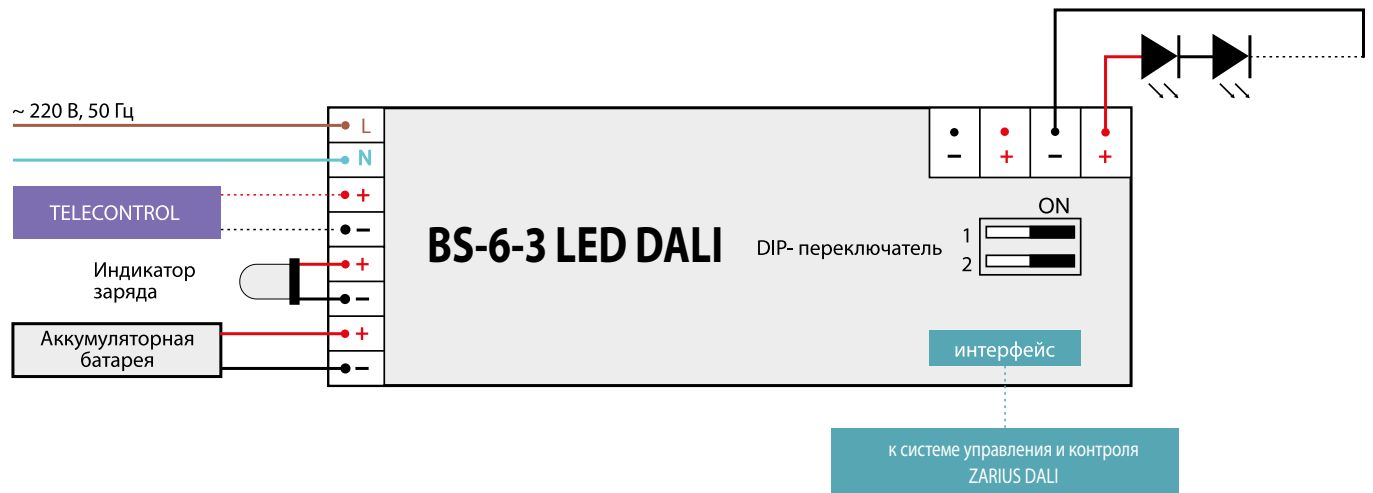 ~ 220 В, 50 Гц
L
N
TELECONTROL
+
−
Индикатор
заряда
+
−
Аккумуляторная
батарея
+
−
BS-6-3 LED DALI
DIP- переключатель
− + − +
ON
1
2
интерфейс
к системе управления и контроля
ZARIUS DALI